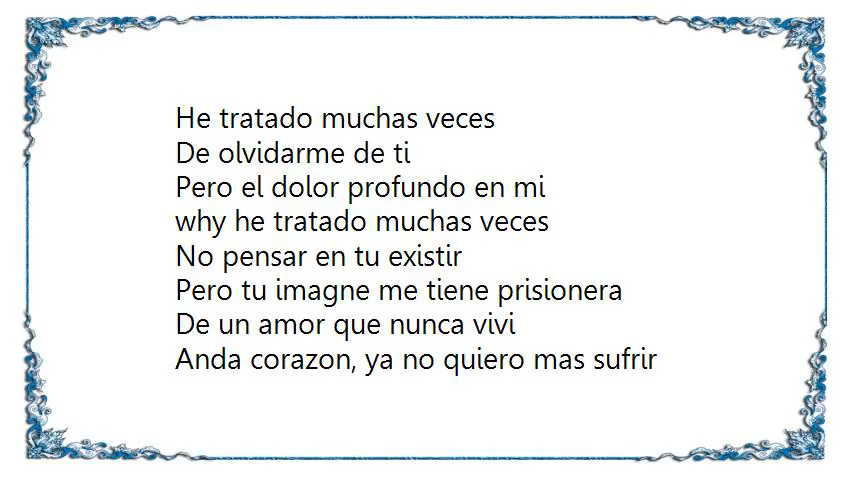 He tratado muchas veces
De olvidarme de ti
Pero el dolor profundo en mi
why he tratado muchas veces
No pensar en tu existir
Pero tu imagne me tiene prisionera
De un amor que nunca vivi
Anda corazon, ya no quiero mas sufrir